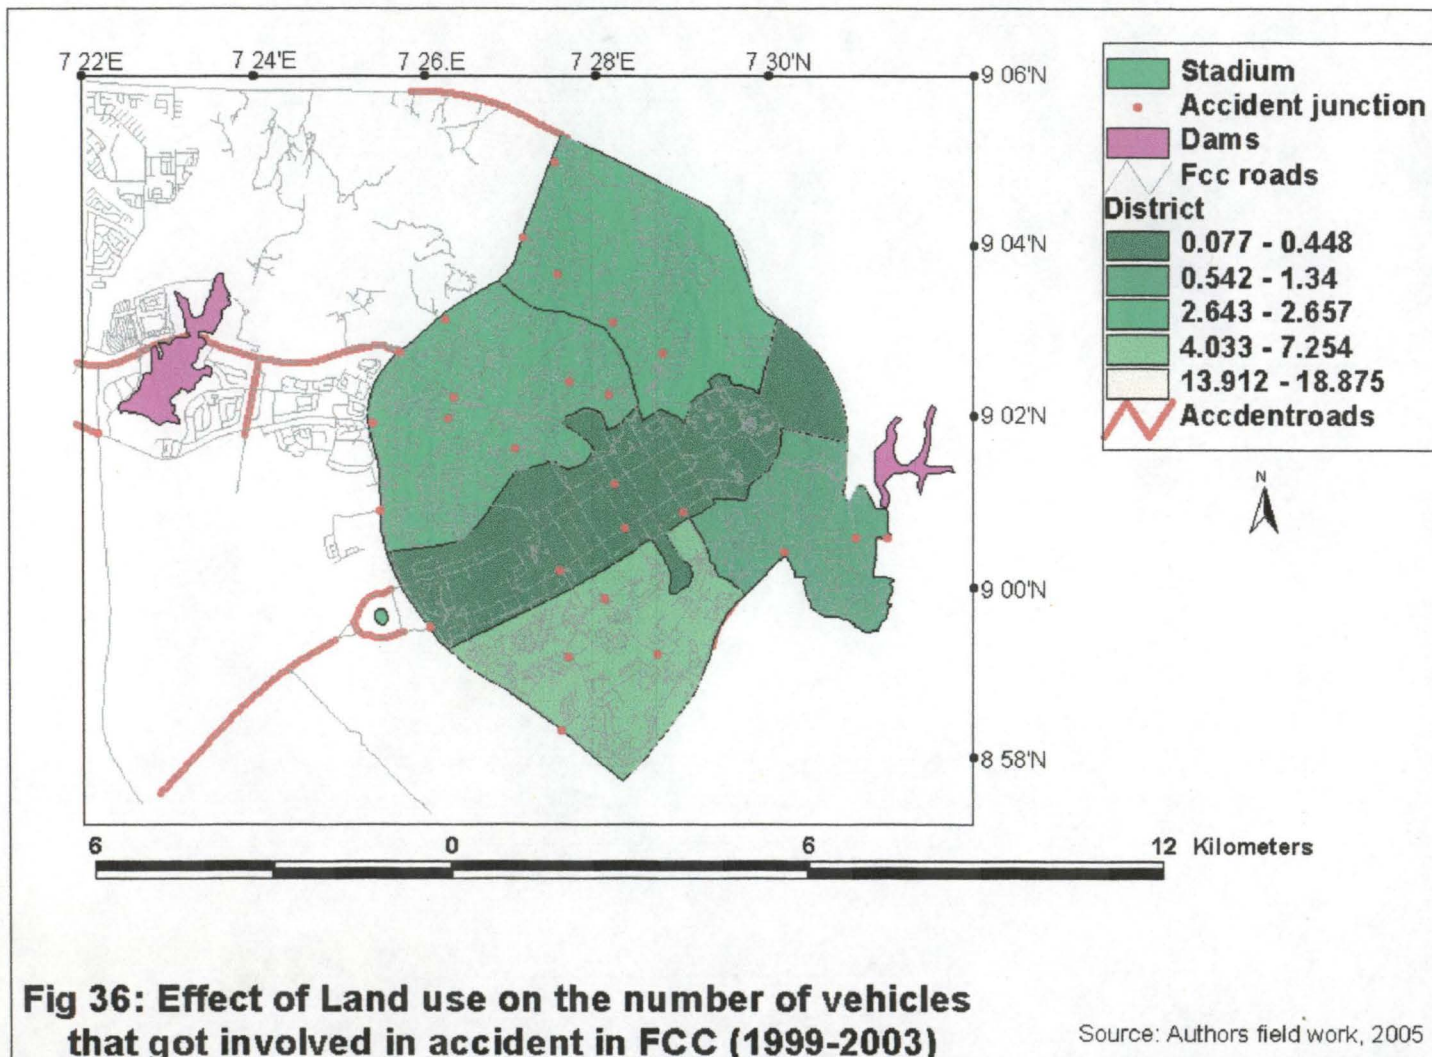 7 22'E 7 24'E 7 26'E 7 28'E 7 30'E
9 06'N
9 04'N
9 02'N
9 00'N
8 58'N
Stadium
Accident junction
Dams
Fcc roads
District
0.077 - 0.448
0.542 - 1.34
2.643 - 2.657
4.033 - 7.254
13.912 - 18.875
Accdentroads
N
6 0 6 12 Kilometers
Fig 36: Effect of Land use on the number of vehicles
that got involved in accident in FCC (1999-2003)
Source: Authors field work, 2005